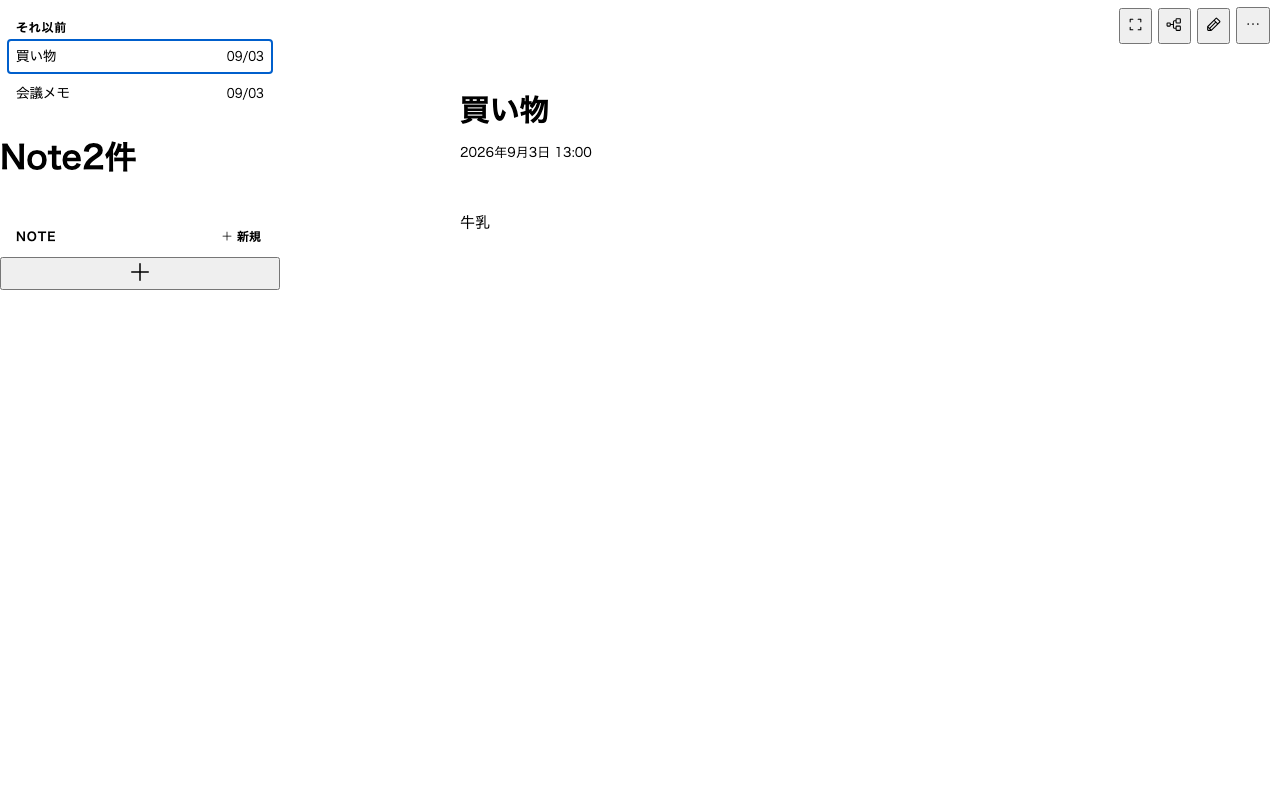 それ以前
買い物 09/03
会議メモ 09/03
Note2件
NOTE + 新規
+
買い物
2026年9月3日 13:00
牛乳